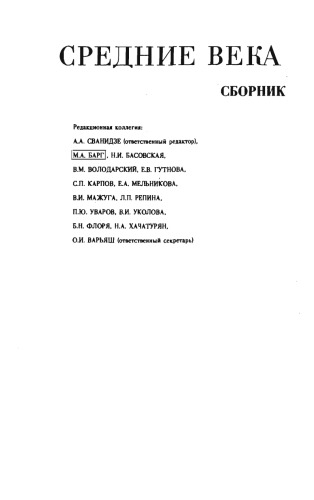 СРЕДНИЕ ВЕКА
СБОРНИК
Редакционная коллегия:
А.А. СВАНИДЗЕ (ответственный редактор),
М.А. БАРГ, Н.И. БАСОВСКАЯ,
В.М. ВОЛОДАРСКИЙ, Е.В. ГУТНОВА,
С.П. КАРПОВ, Е.А. МЕЛЬНИКОВА,
В.И. МАЖУГА, Л.П. РЕПИНА,
П.Ю. УВАРОВ, В.И. УКОЛОВА,
Б.Н. ФЛОРЯ, Н.А. ХАЧАТУРЯН,
О.И. ВАРЬЯШ (ответственный секретарь)